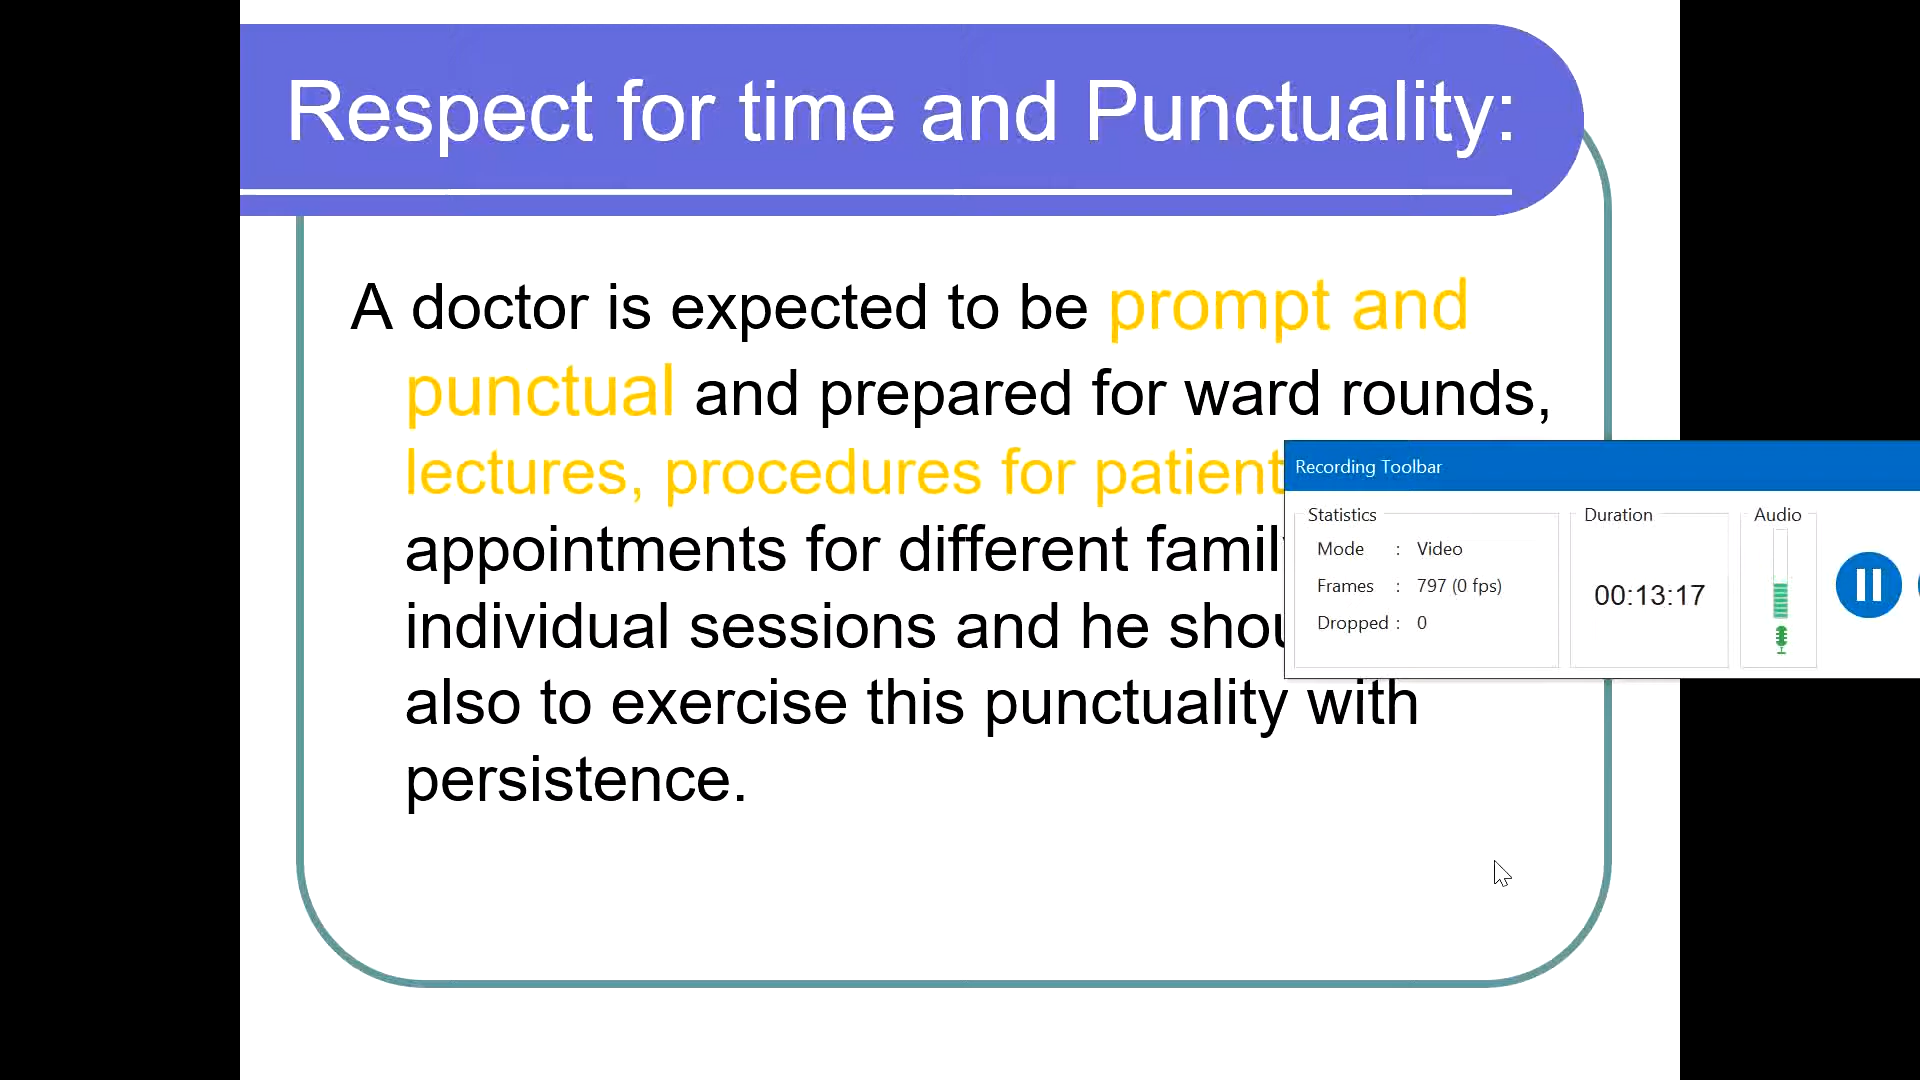 Respect for time and Punctuality:
A doctor is expected to be prompt and
punctual and prepared for ward rounds,
lectures, procedures for patient
appointments for different
individual sessions and he
also to exercise this punctuality with
persistence.
Recording Toolbar
Statistics
Mode : Video
Frames : 797 (0 fps)
Dropped : 0
Duration
00:13:17
Audio